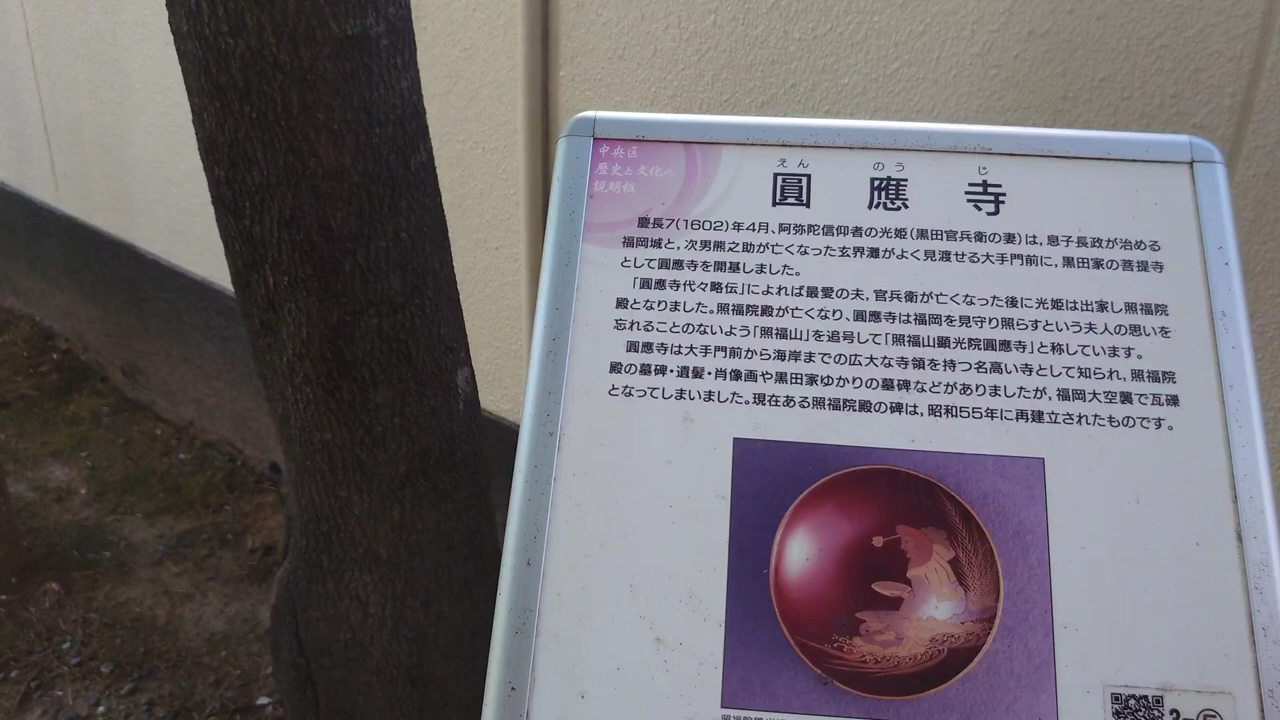 中央区
歴史と文化の
説明板
えん のう じ
圓應寺
慶長7(1602)年4月、阿弥陀信仰者の光姫(黒田官兵衛の妻)は，息子長政が治める
福岡城と，次男熊之助が亡くなった玄界灘がよく見渡せる大手門前に，黒田家の菩提寺
として圓應寺を開基しました。
「圓應寺代々略伝」によれば最愛の夫，官兵衛が亡くなった後に光姫は出家し照福院
殿となりました。照福院殿が亡くなり、圓應寺は福岡を見守り照らすという夫人の思いを
忘れることのないよう「照福山」を追号して「照福山顯光院圓應寺」と称しています。
圓應寺は大手門前から海岸までの広大な寺領を持つ名高い寺として知られ，照福院
殿の墓碑・遺髪・肖像画や黒田家ゆかりの墓碑などがありましたが，福岡大空襲で瓦礫
となってしまいました。現在ある照福院殿の碑は，昭和55年に再建立されたものです。